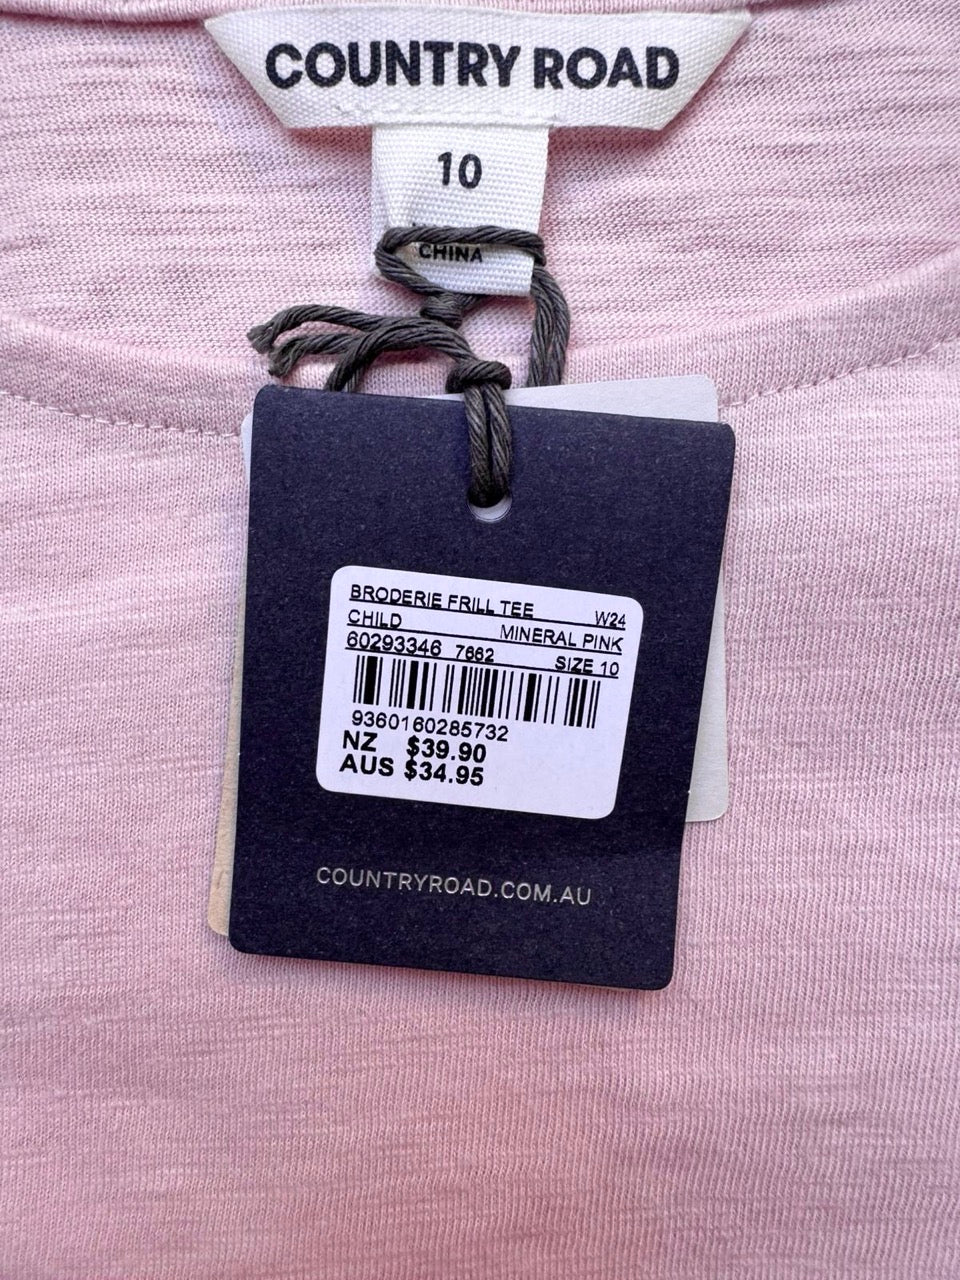 COUNTRY ROAD
10
CHINA
BRODERIE FRILL TEE W24
CHILD MINERAL PINK
60293346 7662 SIZE 10
9360160285732
NZ $39.90
AUS $34.95
COUNTRYROAD.COM.AU